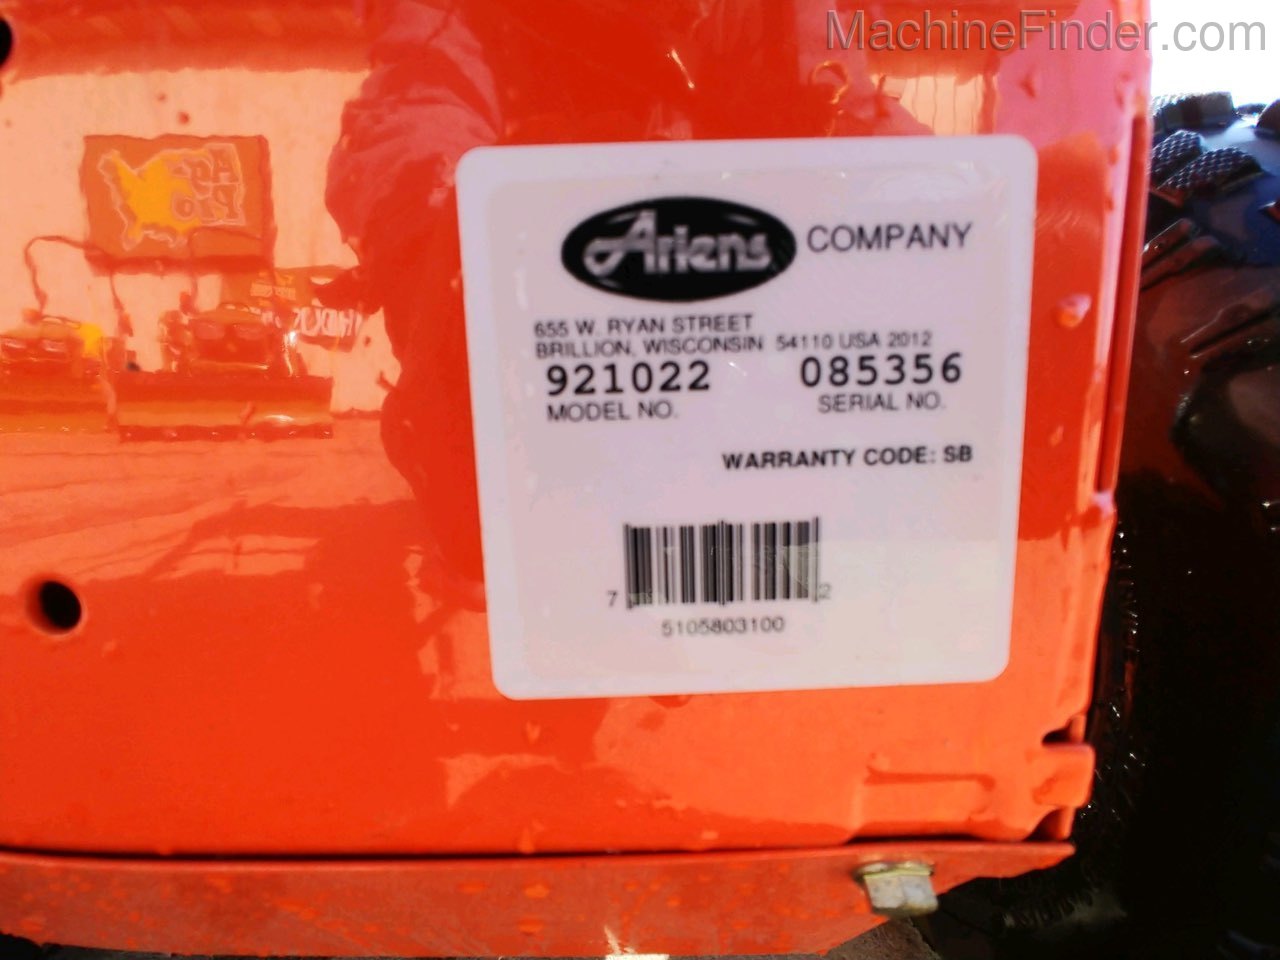 MachineFinder.com
Ariens COMPANY
655 W. RYAN STREET
BRILLION, WISCONSIN 54110 USA 2012
921022 085356
MODEL NO. SERIAL NO.
WARRANTY CODE: SB
7 2
5105803100